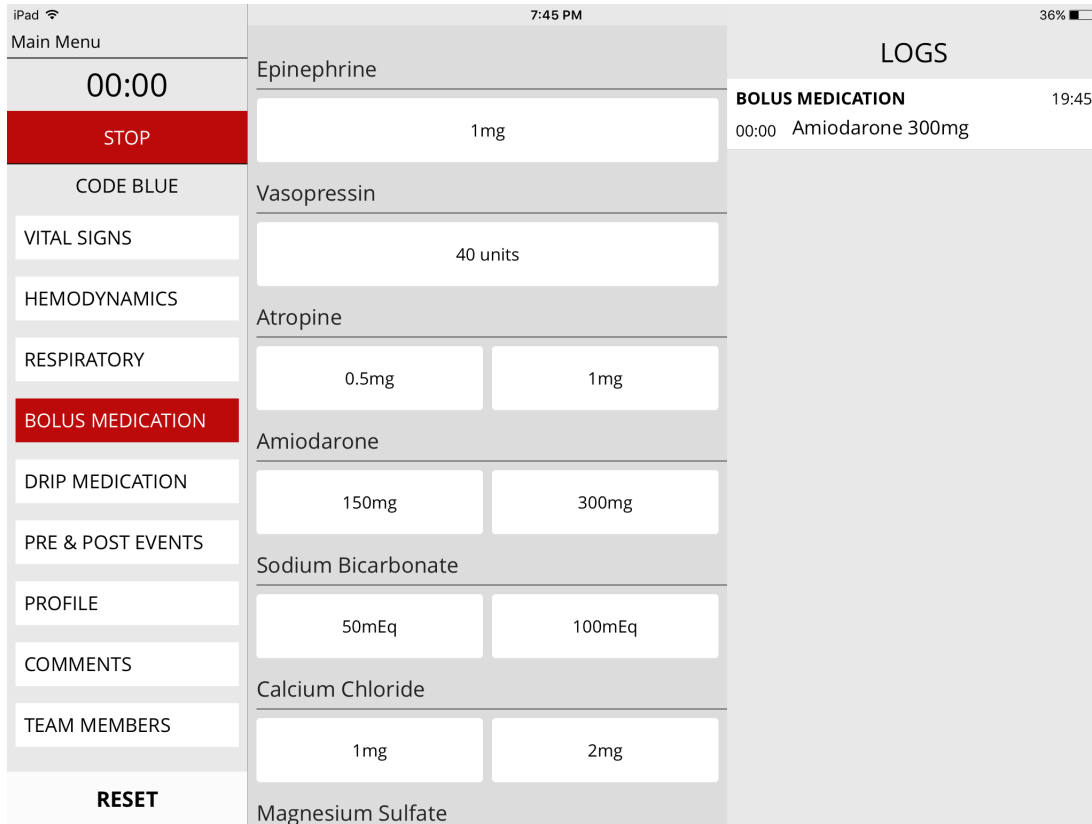 iPad
7:45 PM
36%
Main Menu
00:00
STOP
CODE BLUE
VITAL SIGNS
HEMODYNAMICS
RESPIRATORY
BOLUS MEDICATION
DRIP MEDICATION
PRE & POST EVENTS
PROFILE
COMMENTS
TEAM MEMBERS
RESET
Epinephrine
1mg
Vasopressin
40 units
Atropine
0.5mg 1mg
Amiodarone
150mg 300mg
Sodium Bicarbonate
50mEq 100mEq
Calcium Chloride
1mg 2mg
Magnesium Sulfate
LOGS
BOLUS MEDICATION 19:45
00:00 Amiodarone 300mg